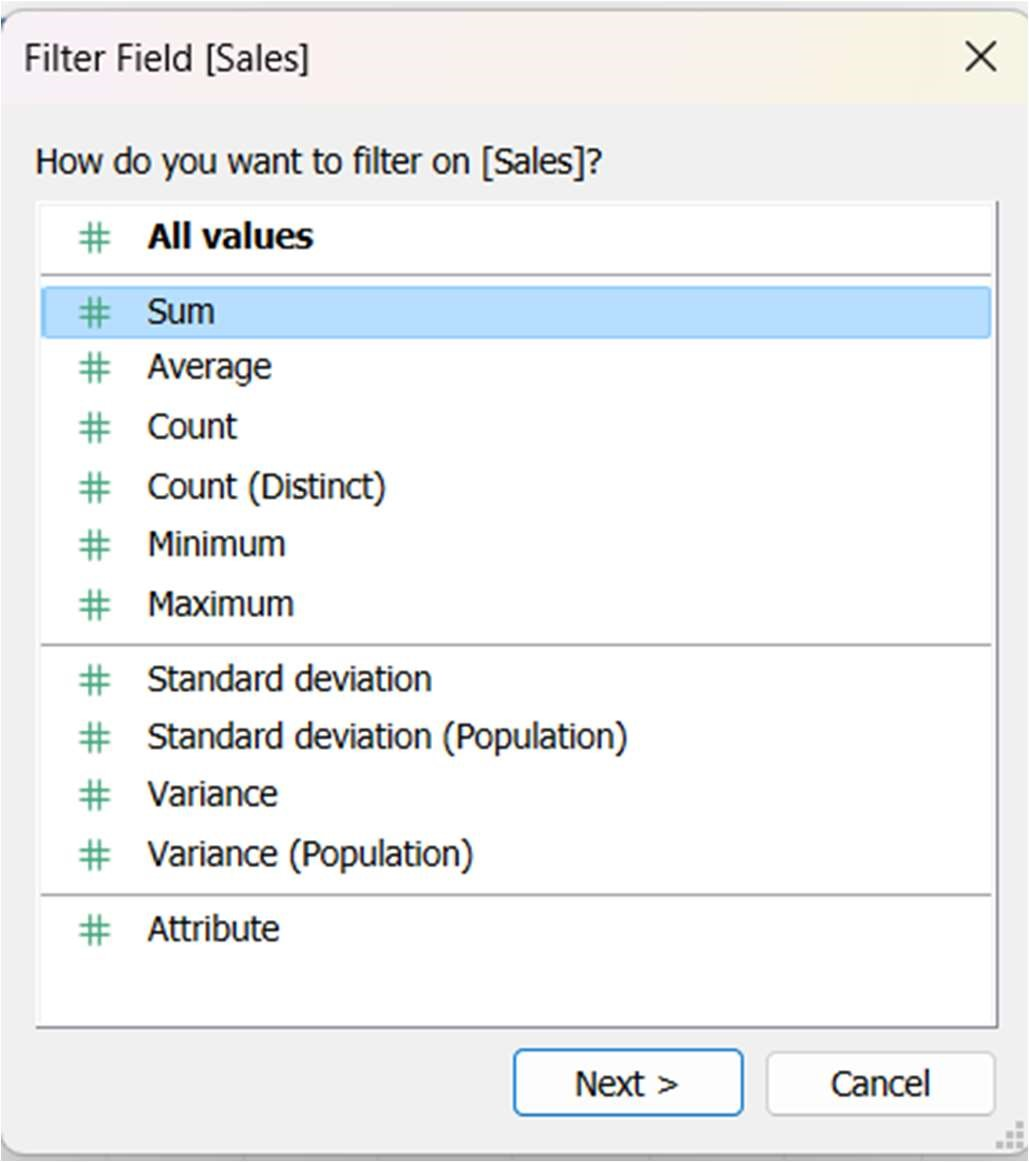 Filter Field [Sales]
How do you want to filter on [Sales]?
# All values
# Sum
# Average
# Count
# Count (Distinct)
# Minimum
# Maximum
# Standard deviation
# Standard deviation (Population)
# Variance
# Variance (Population)
# Attribute
Next > Cancel